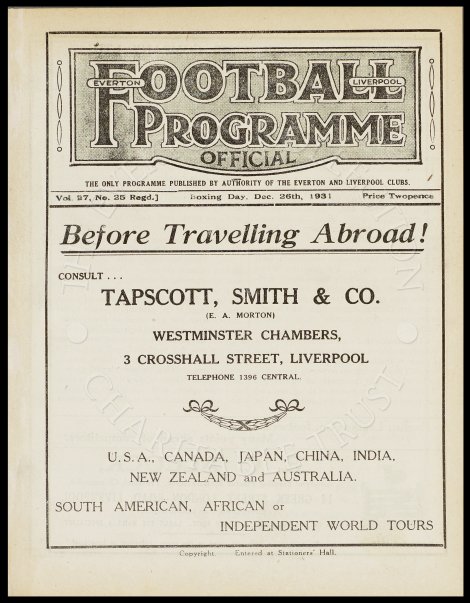 EVERTON LIVERPOOL
FOOTBALL
PROGRAMME
OFFICIAL
THE ONLY PROGRAMME PUBLISHED BY AUTHORITY OF THE EVERTON AND LIVERPOOL CLUBS.
Vol. 27, No. 25 Regd.] Boxing Day, Dec. 26th, 1931 Price Twopence
Before Travelling Abroad!
CONSULT . . .
TAPSCOTT, SMITH & CO.
(E. A. MORTON)
WESTMINSTER CHAMBERS,
3 CROSSHALL STREET, LIVERPOOL
TELEPHONE 1396 CENTRAL.
U.S.A., CANADA, JAPAN, CHINA, INDIA,
NEW ZEALAND and AUSTRALIA.
SOUTH AMERICAN, AFRICAN or
INDEPENDENT WORLD TOURS
Copyright. Entered at Stationers' Hall.
CHARITABLE TRUST